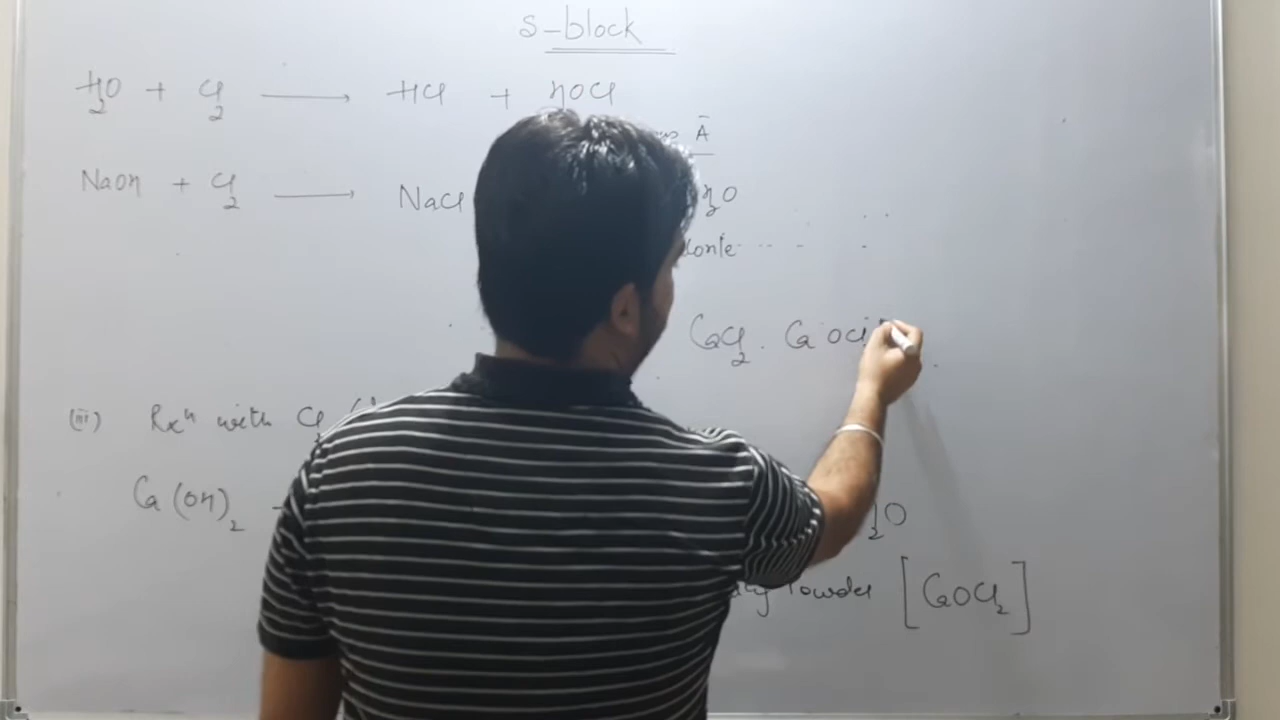 S-block
H₂O + Cl₂ ⟶ HCl + HOCl
Ā
NaOH + Cl₂ ⟶ NaCl H₂O
CaCl₂ . Ca OCl
(iii) Rxⁿ with Cl₂
Ca(OH)₂ H₂O
Powder [CaOCl₂]